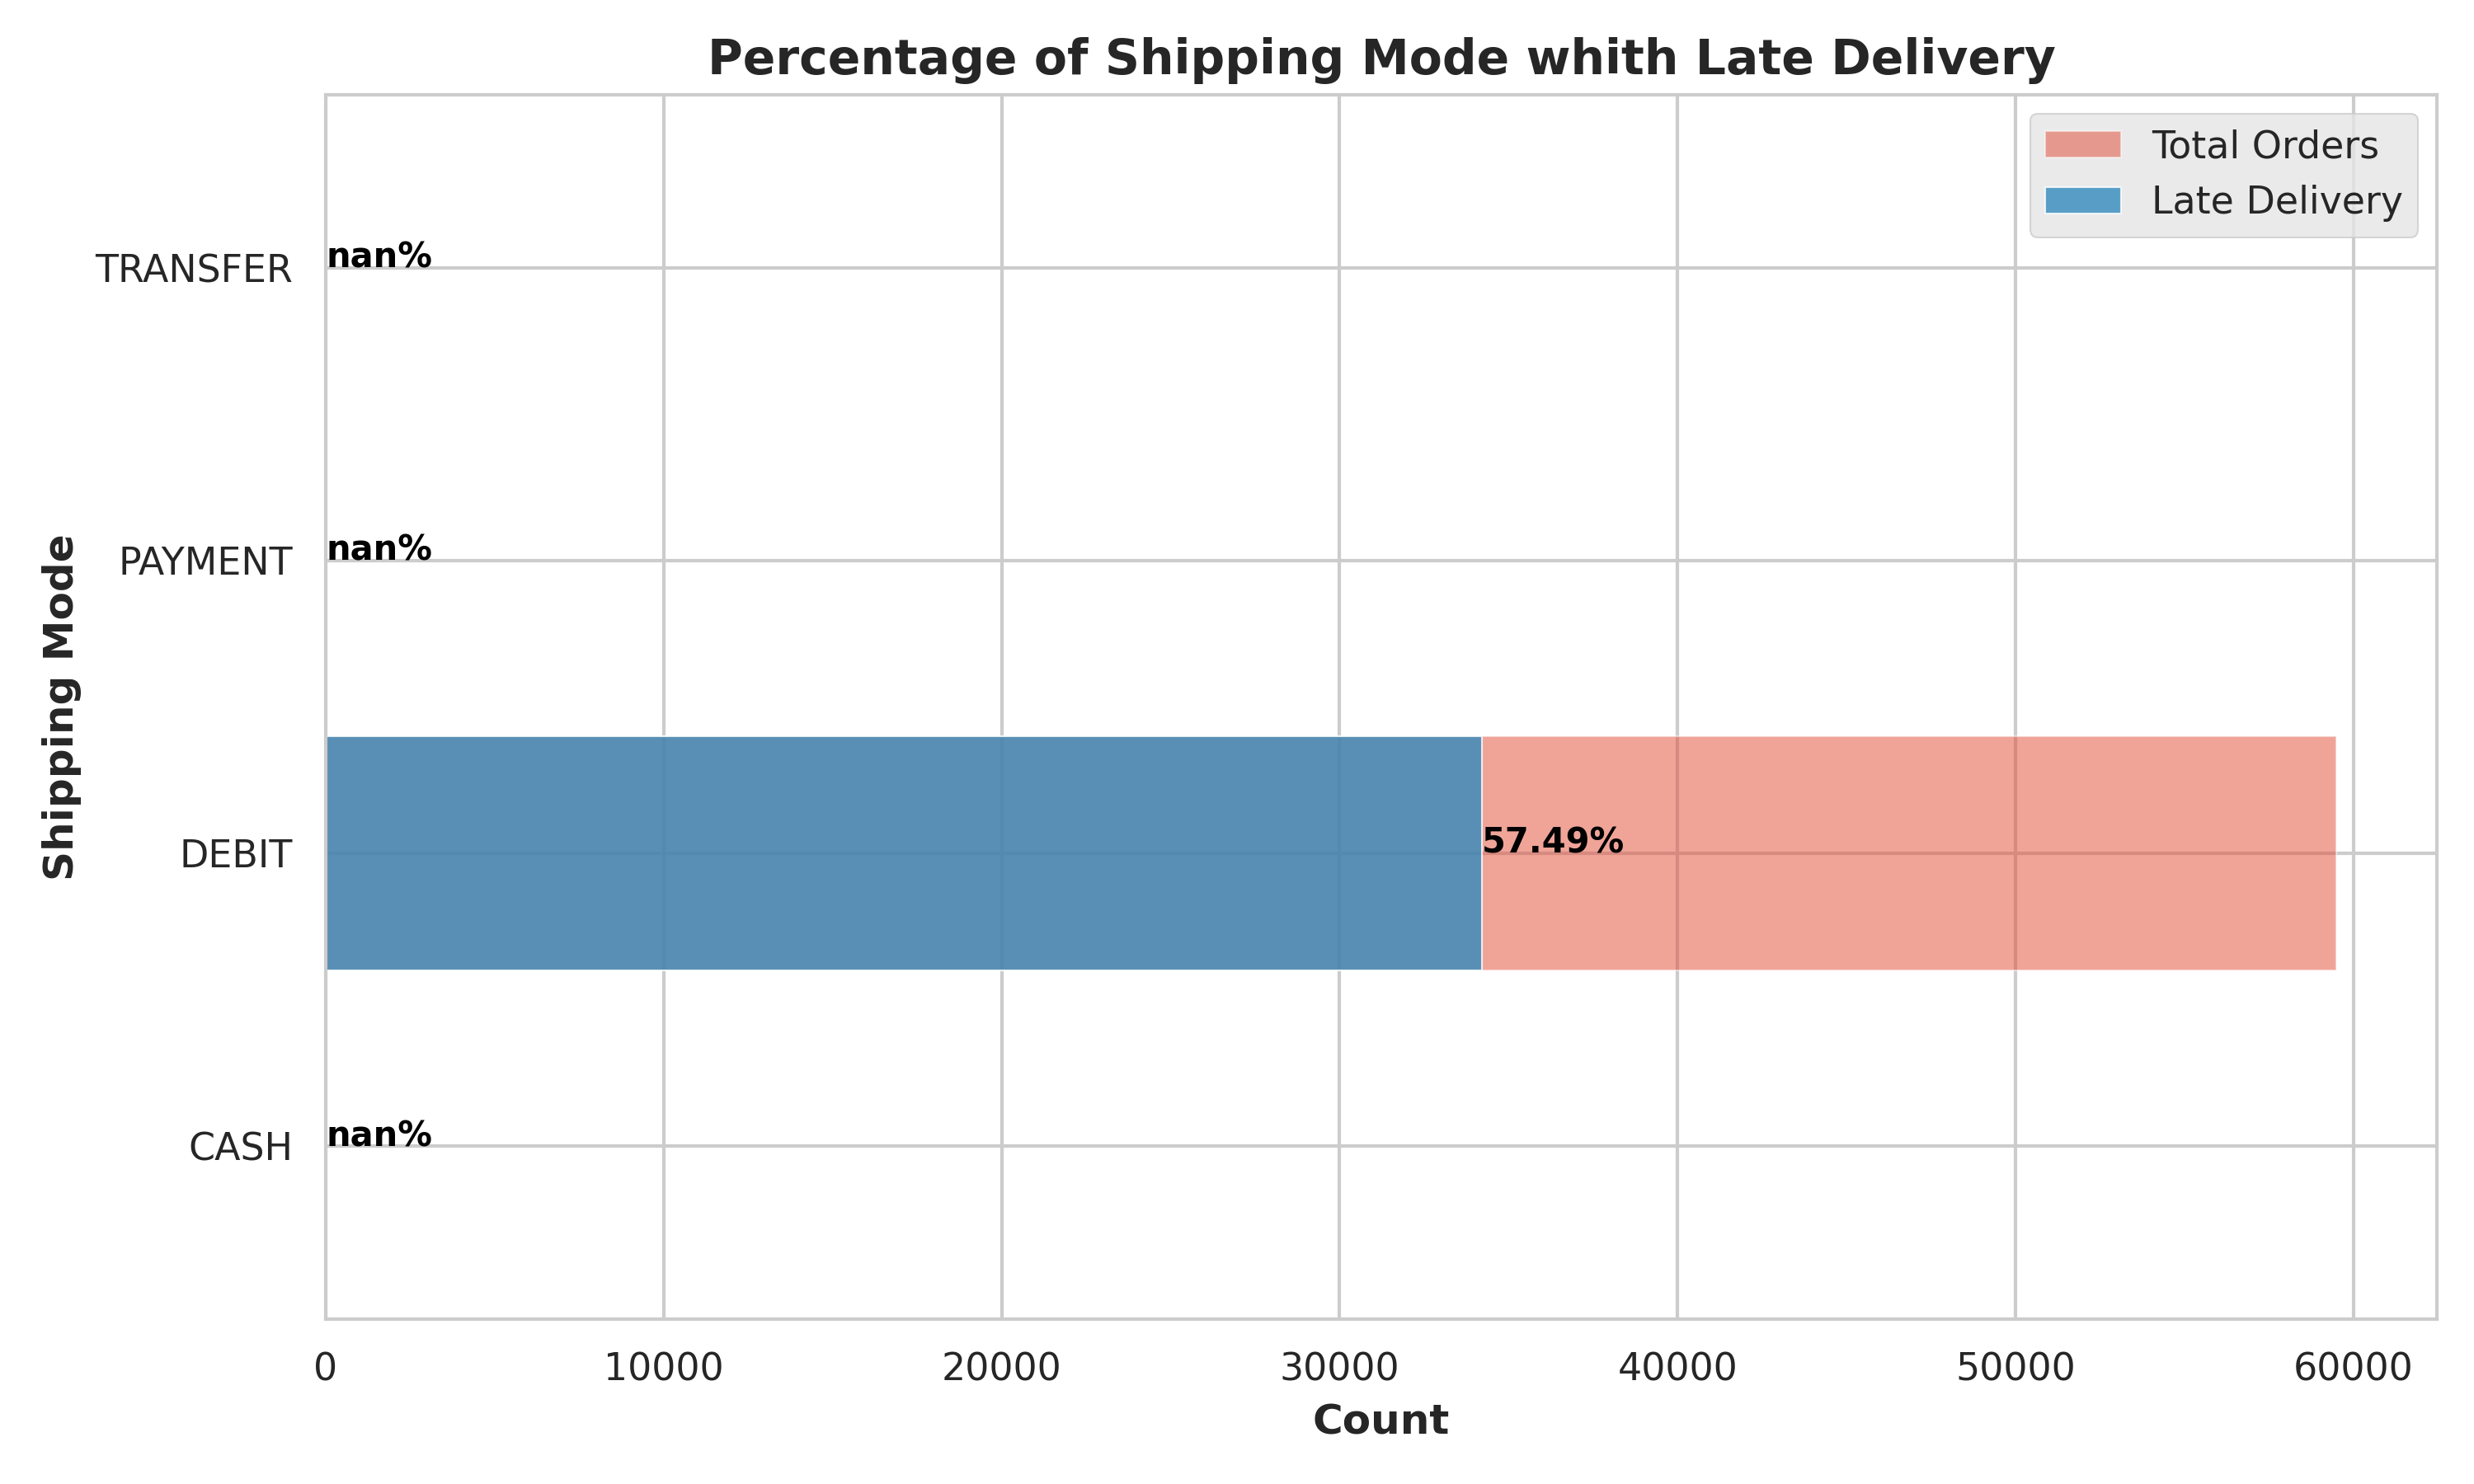 Percentage of Shipping Mode whith Late Delivery
Total Orders
Late Delivery
Shipping Mode
TRANSFER
nan%
PAYMENT
nan%
DEBIT
57.49%
CASH
nan%
0 10000 20000 30000 40000 50000 60000
Count